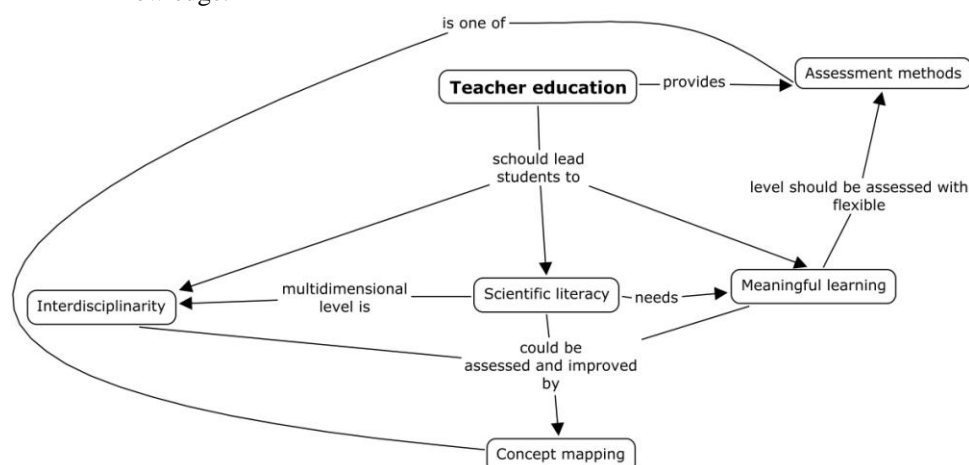 is one of
Assessment methods
Teacher education
provides
schould lead
students to
level should be assessed with
flexible
Interdisciplinarity
multidimensional
level is
Scientific literacy
needs
Meaningful learning
could be
assessed and improved
by
Concept mapping